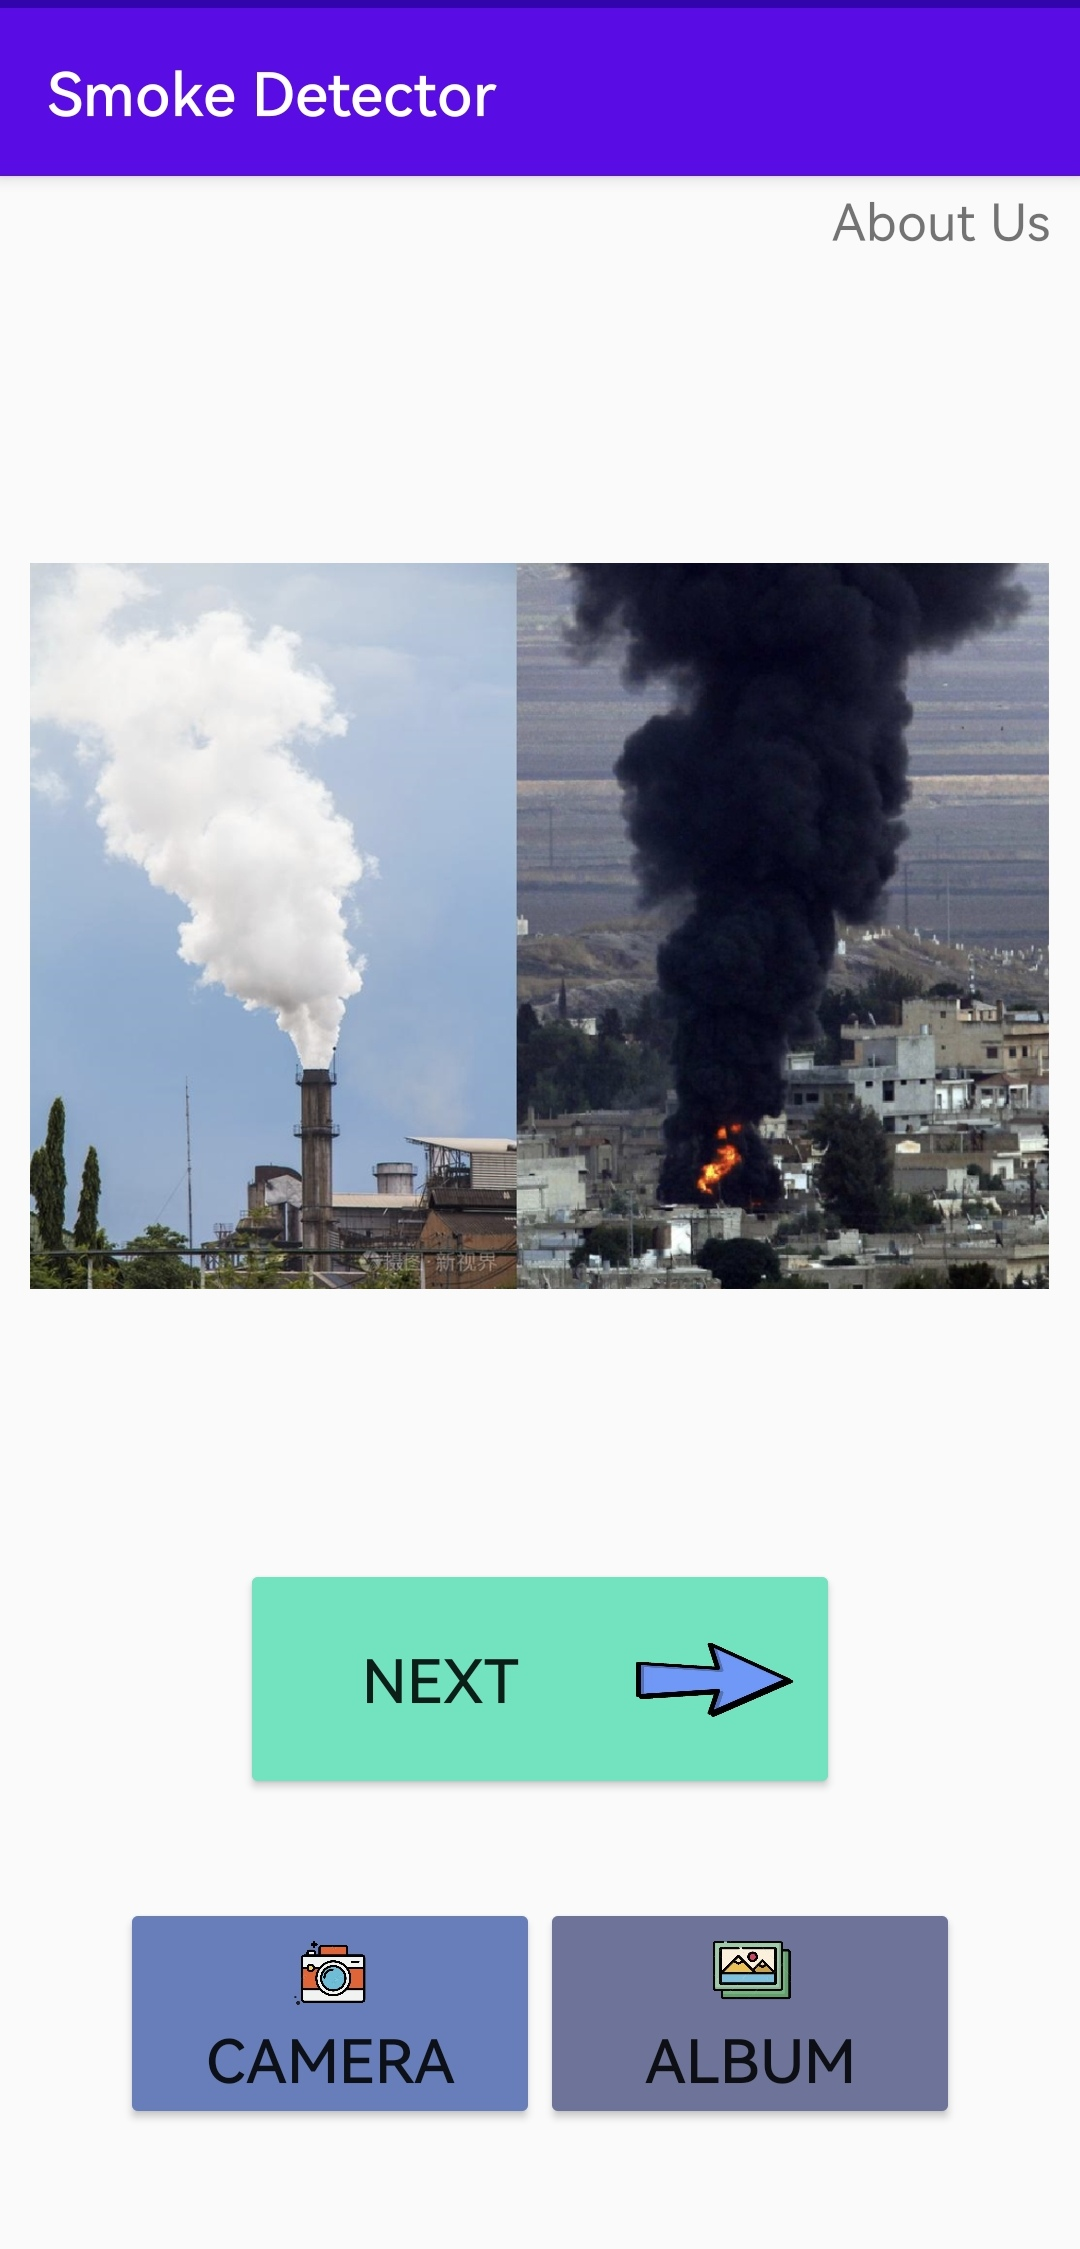 Smoke Detector
About Us
摄图·新视界
NEXT
CAMERA
ALBUM